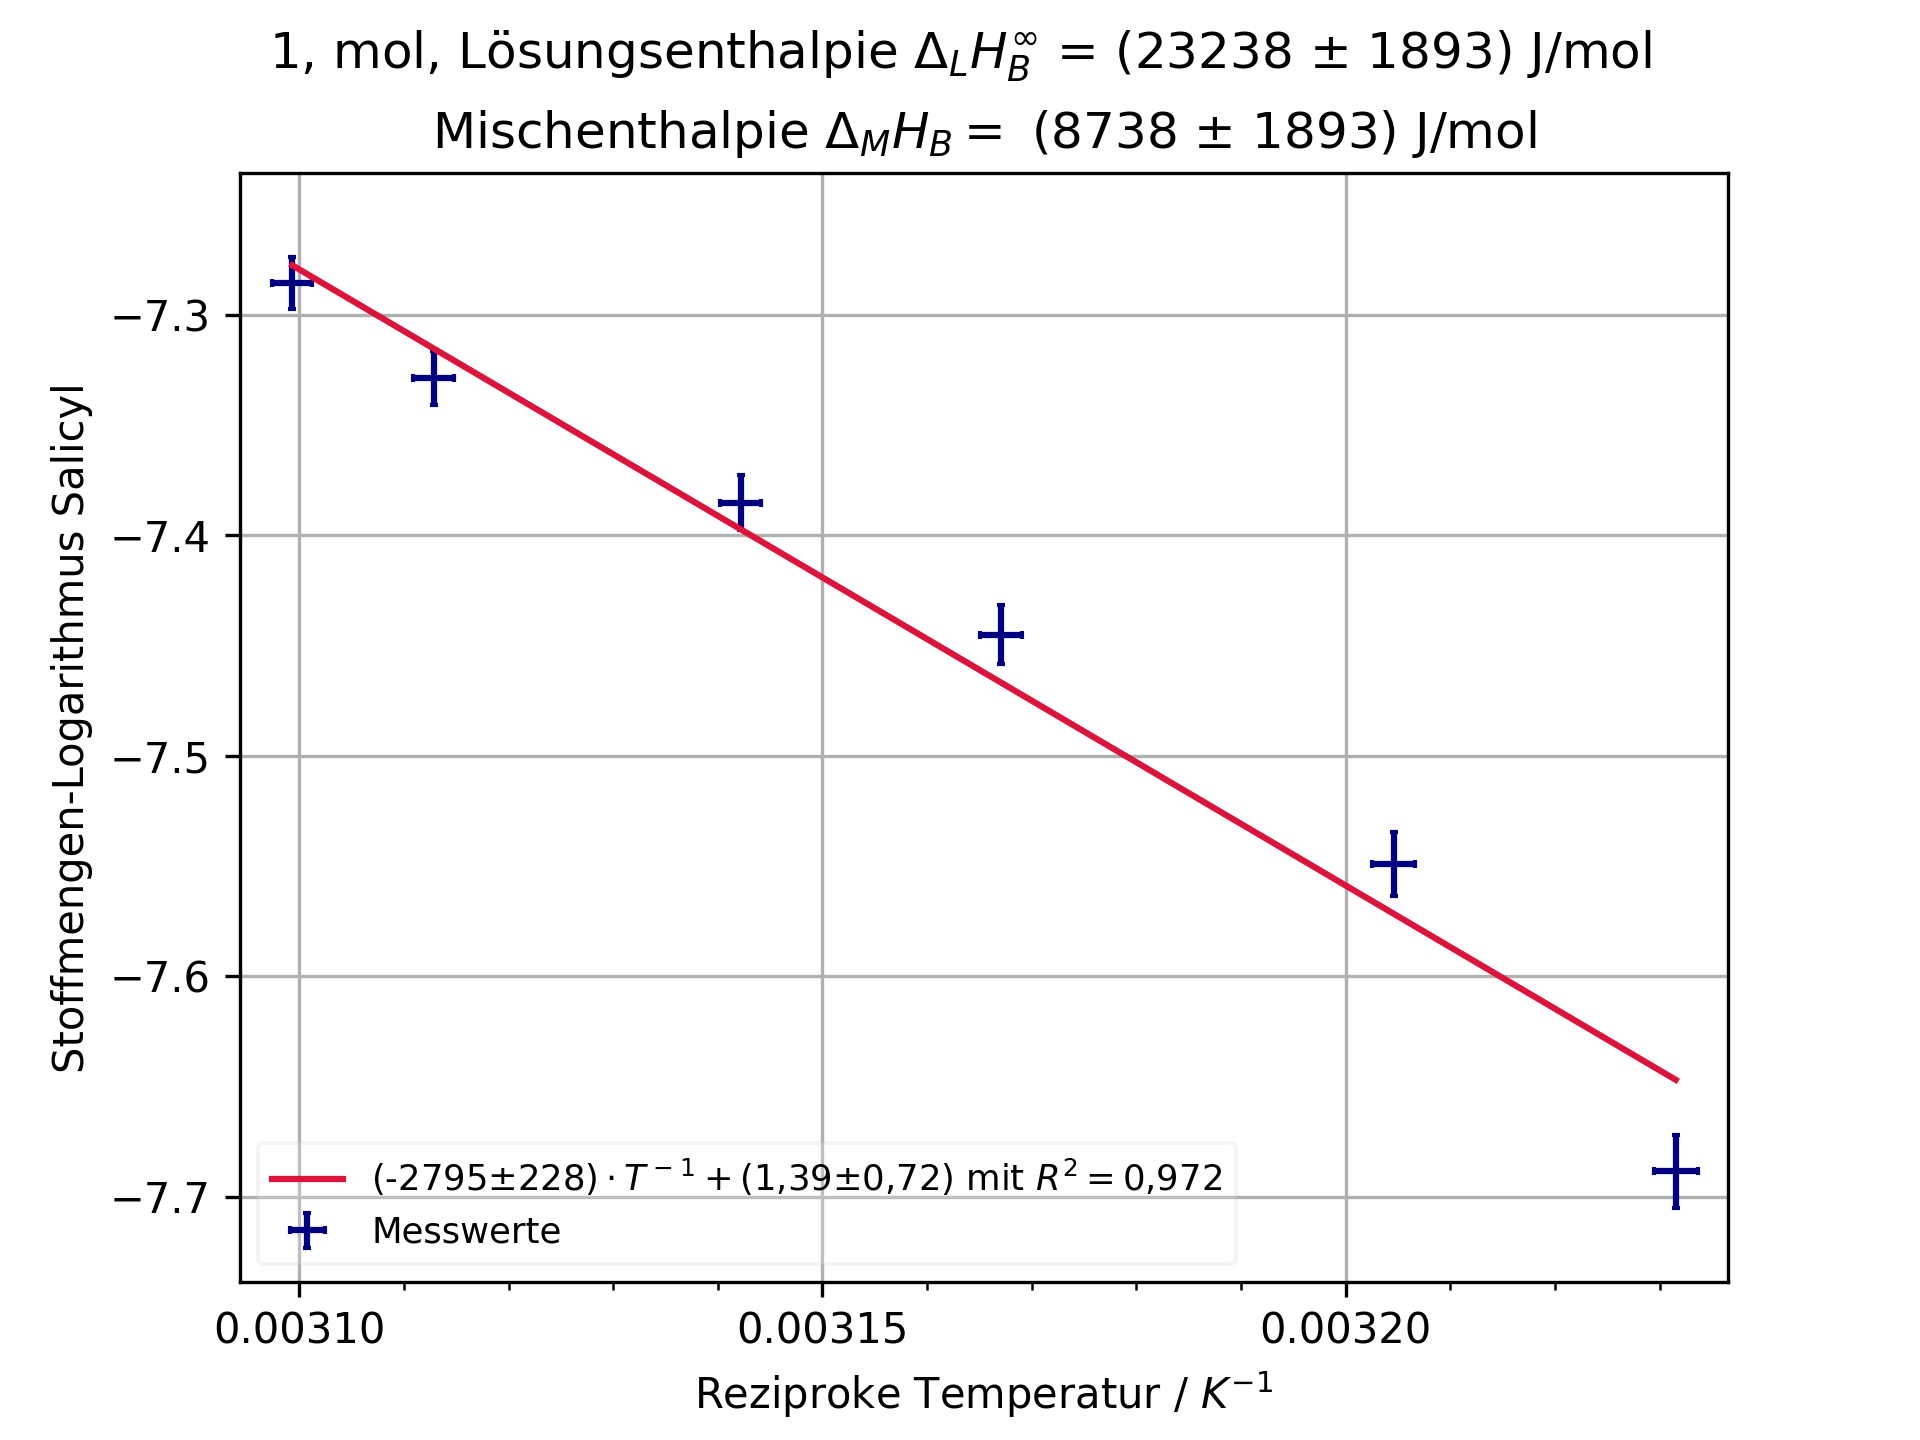 1, mol, Lösungsenthalpie Δ_L H_B^∞ = (23238 ± 1893) J/mol
Mischenthalpie Δ_M H_B = (8738 ± 1893) J/mol
Stoffmengen-Logarithmus Salicyl
−7.3
−7.4
−7.5
−7.6
−7.7
(-2795±228) · T^−1 + (1,39±0,72) mit R^2 = 0,972
Messwerte
0.00310 0.00315 0.00320
Reziproke Temperatur / K^−1